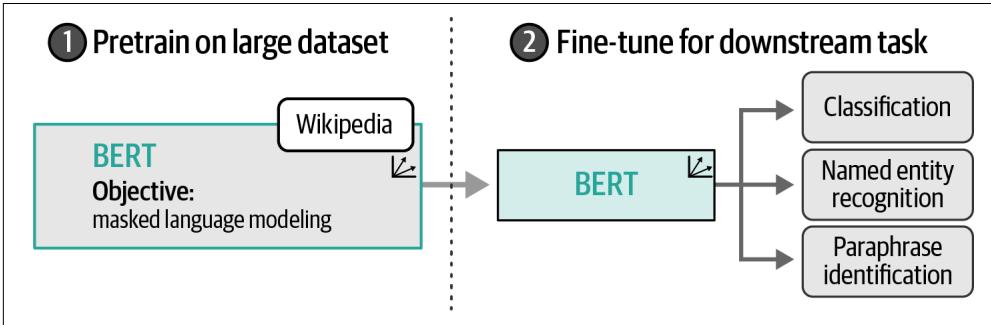 1 Pretrain on large dataset
Wikipedia
BERT
Objective:
masked language modeling
2 Fine-tune for downstream task
BERT
Classification
Named entity
recognition
Paraphrase
identification